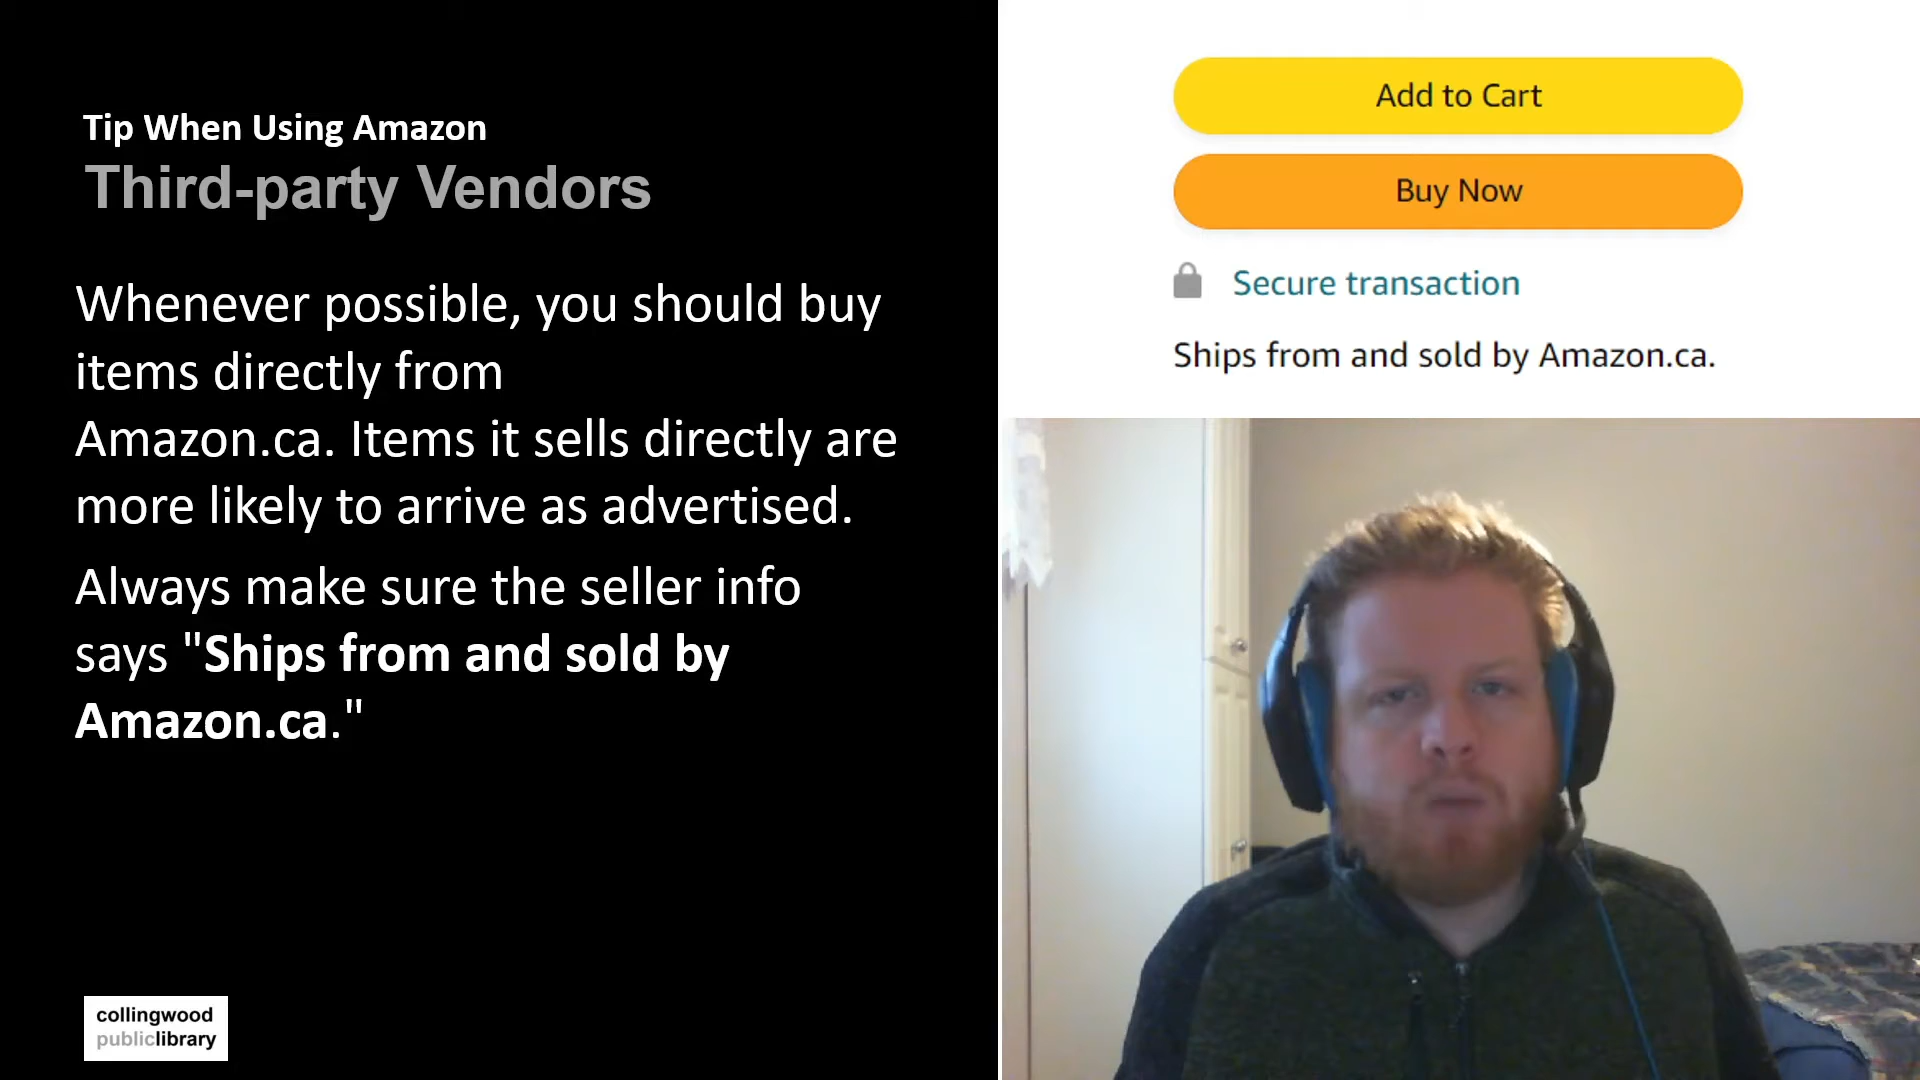 Tip When Using Amazon
Third-party Vendors
Whenever possible, you should buy
items directly from
Amazon.ca. Items it sells directly are
more likely to arrive as advertised.
Always make sure the seller info
says "Ships from and sold by
Amazon.ca."
collingwood
publiclibrary
Add to Cart
Buy Now
Secure transaction
Ships from and sold by Amazon.ca.